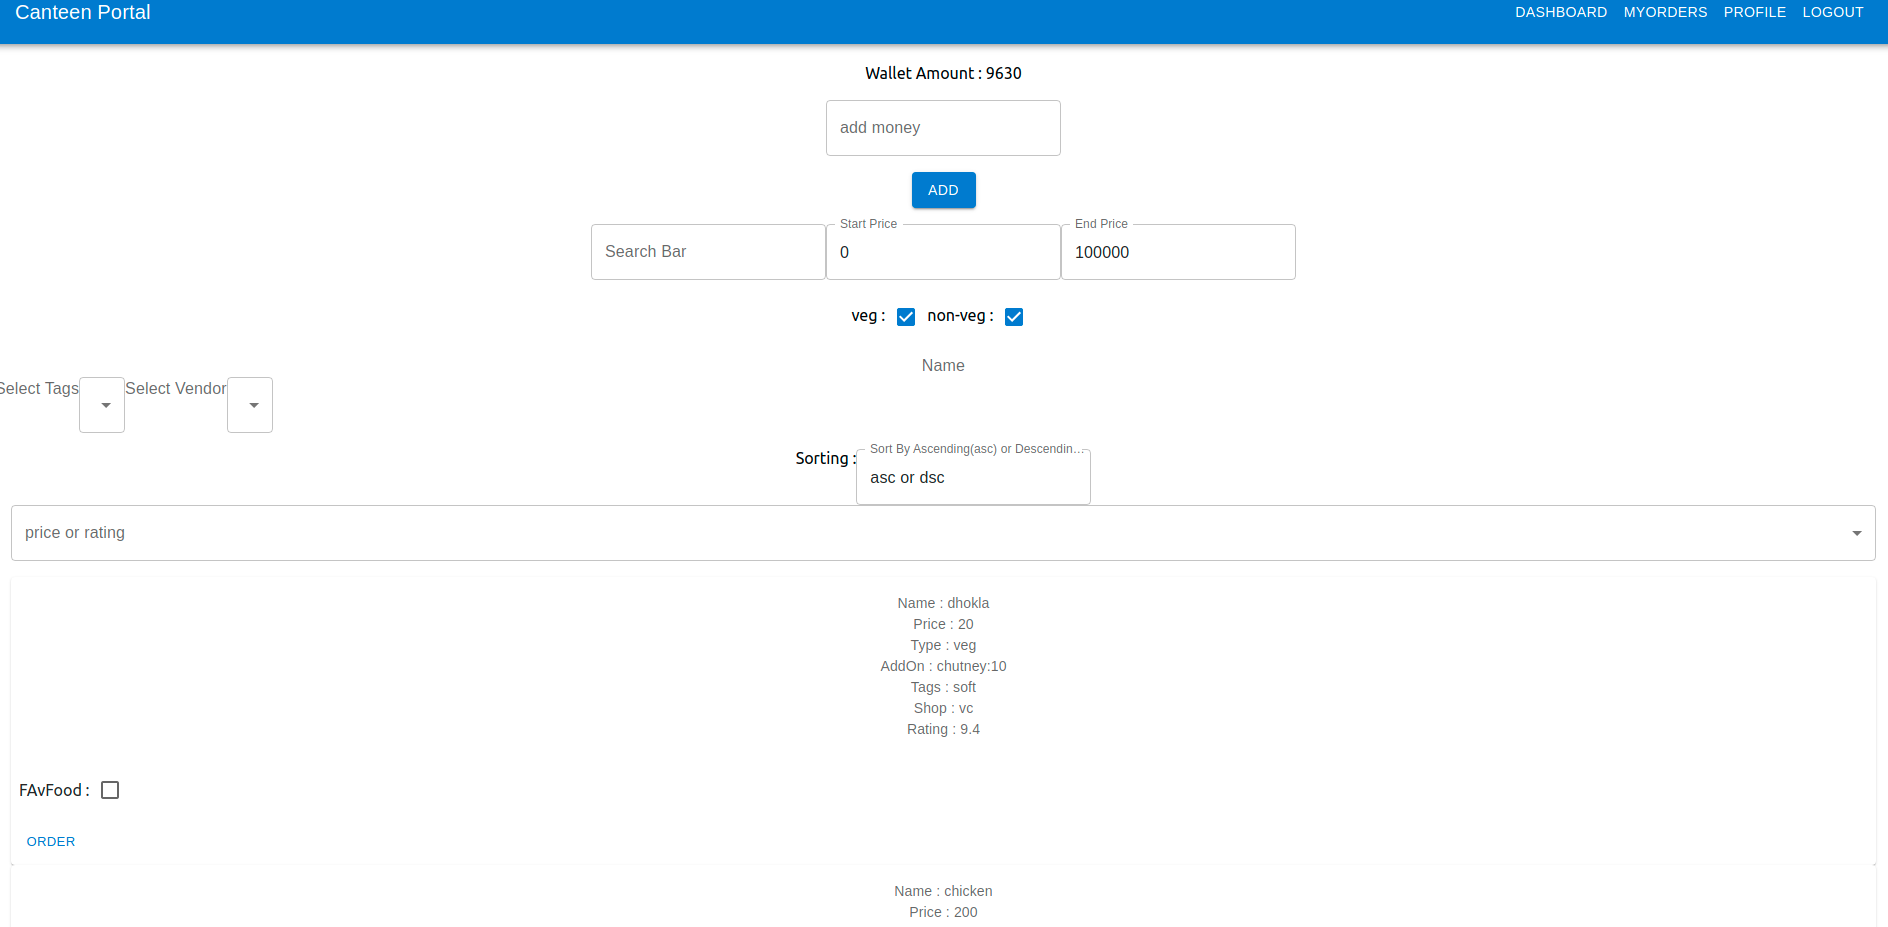 Canteen Portal DASHBOARD MYORDERS PROFILE LOGOUT
Wallet Amount : 9630
add money
ADD
Start Price End Price
Search Bar 0 100000
veg : non-veg :
Name
Select Tags Select Vendor
Sort By Ascending(asc) or Descendin...
Sorting : asc or dsc
price or rating
Name : dhokla
Price : 20
Type : veg
AddOn : chutney:10
Tags : soft
Shop : vc
Rating : 9.4
FAvFood :
ORDER
Name : chicken
Price : 200